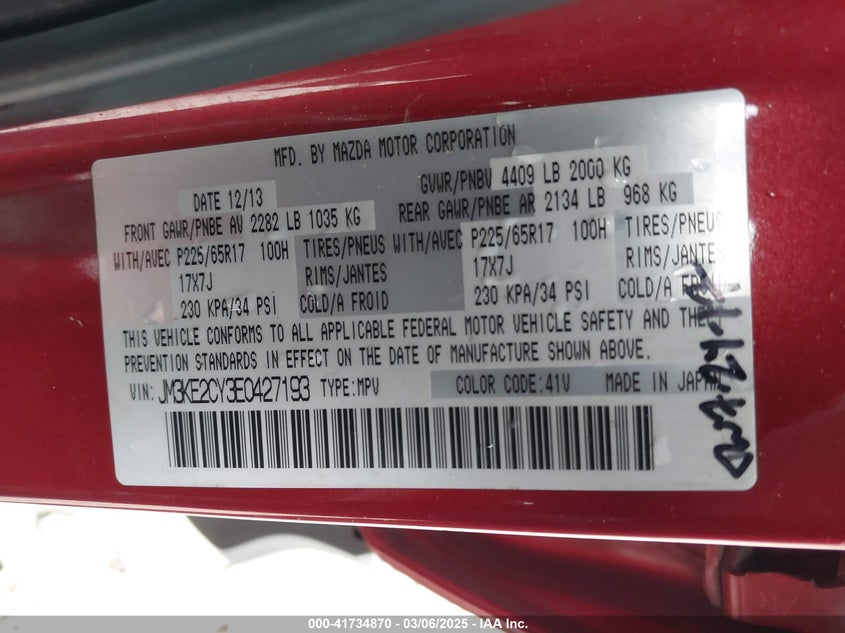 MFD. BY MAZDA MOTOR CORPORATION
DATE 12/13
GVWR/PNBV 4409 LB 2000 KG
FRONT GAWR/PNBE AV 2282 LB 1035 KG
REAR GAWR/PNBE AR 2134 LB 968 KG
WITH/AVEC P225/65R17 100H TIRES/PNEUS WITH/AVEC P225/65R17 100H TIRES/PNEUS
17X7J RIMS/JANTES 17X7J RIMS/JANTES
230 KPA/34 PSI COLD/A FROID 230 KPA/34 PSI COLD/A FROID
THIS VEHICLE CONFORMS TO ALL APPLICABLE FEDERAL MOTOR VEHICLE SAFETY AND THE
PREVENTION STANDARDS IN EFFECT ON THE DATE OF MANUFACTURE SHOWN ABOVE.
VIN: JM3KE2CY3E0427193 TYPE:MPV COLOR CODE:41V MADE IN JAPAN
000-41734870 — 03/06/2025 — IAA Inc.